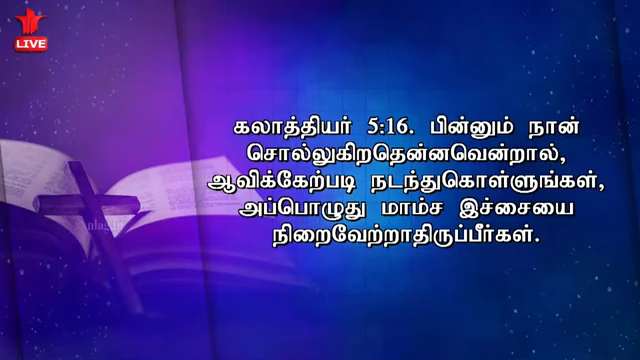 LIVE
கலாத்தியர் 5:16. பின்னும் நான்
சொல்லுகிறதென்னவென்றால்,
ஆவிக்கேற்படி நடந்துகொள்ளுங்கள்,
அப்பொழுது மாம்ச இச்சையை
நிறைவேற்றாதிருப்பீர்கள்.